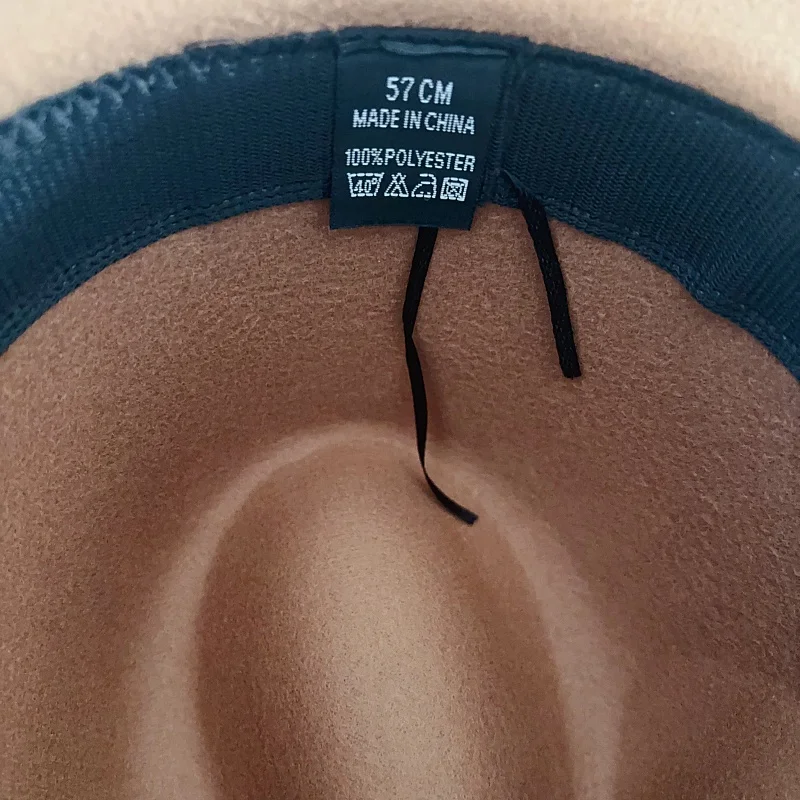 57 CM
MADE IN CHINA
100%POLYESTER
40°